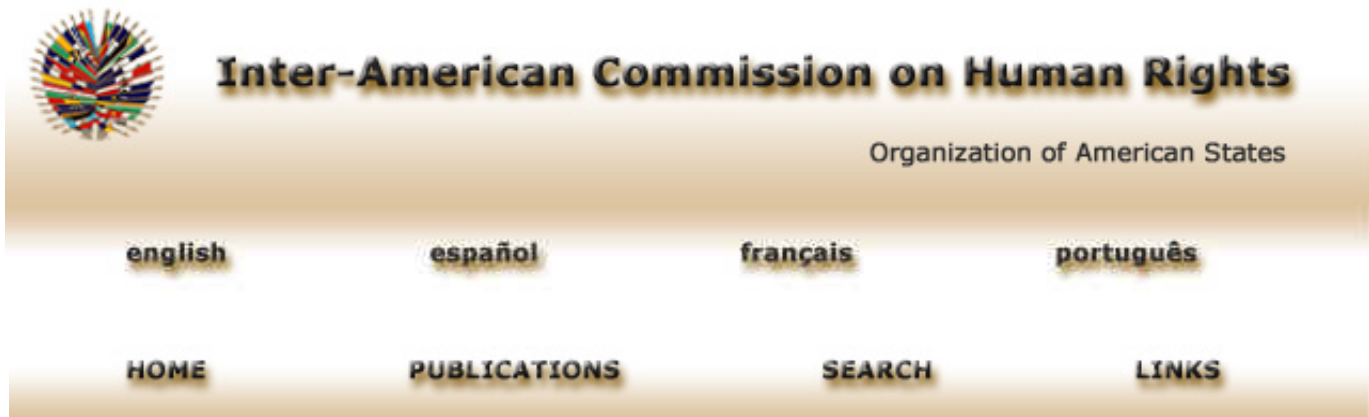 Inter-American Commission on Human Rights
Organization of American States
english español français português
HOME PUBLICATIONS SEARCH LINKS